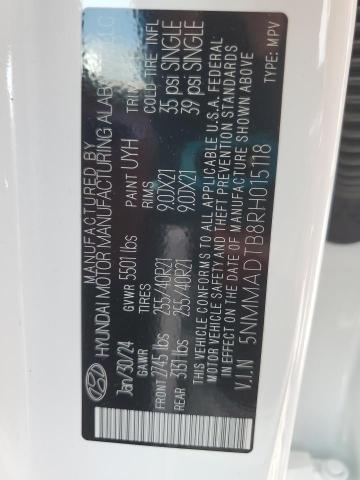 MANUFACTURED BY
HYUNDAI MOTOR MANUFACTURING ALABAMA, LLC
Jan/30/24 GVWR 5501 lbs PAINT UYH TRIM
GAWR TIRES RIMS COLD TIRE INFL
FRONT 2745 lbs 255/40R21 9.0JX21 35 psi SINGLE
REAR 3131 lbs 255/40R21 9.0JX21 39 psi SINGLE
THIS VEHICLE CONFORMS TO ALL APPLICABLE U.S.A. FEDERAL
SAFETY AND THEFT PREVENTION STANDARDS
IN EFFECT ON THE DATE OF MANUFACTURE SHOWN ABOVE
V.I.N 5NMMADTB8RH015118 TYPE: MPV